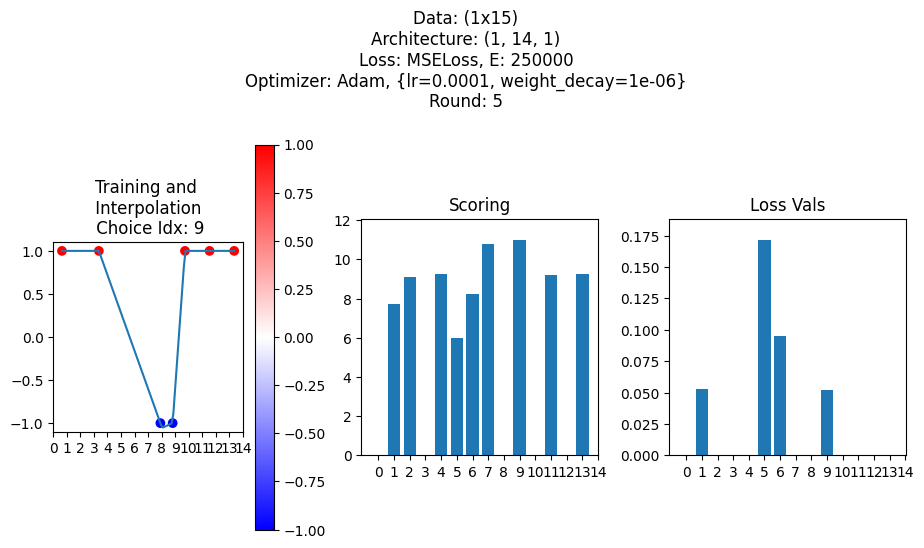 Data: (1x15)
Architecture: (1, 14, 1)
Loss: MSELoss, E: 250000
Optimizer: Adam, {lr=0.0001, weight_decay=1e-06}
Round: 5
Training and
Interpolation
Choice Idx: 9
1.0
0.5
0.0
−0.5
−1.0
0 1 2 3 4 5 6 7 8 9 10 11 12 13 14
1.00
0.75
0.50
0.25
0.00
−0.25
−0.50
−0.75
−1.00
Scoring
12
10
8
6
4
2
0
0 1 2 3 4 5 6 7 8 9 10 11 12 13 14
Loss Vals
0.175
0.150
0.125
0.100
0.075
0.050
0.025
0.000
0 1 2 3 4 5 6 7 8 9 10 11 12 13 14